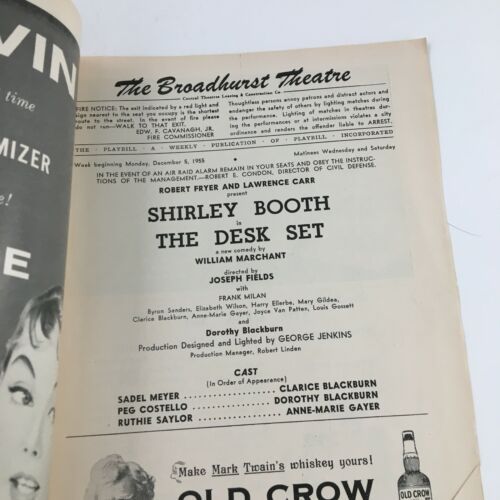 VIN
time
MIZER
e!
E
The Broadhurst Theatre
Central Theatres Leasing & Construction Co.
FIRE NOTICE: The exit indicated by a red light and
sign nearest to the seat you occupy is the shortest
route to the street. In the event of fire please
do not run—WALK TO THAT EXIT.
EDW. F. CAVANAGH, JR.
FIRE COMMISSIONER
Thoughtless persons annoy patrons and distract actors and
endanger the safety of others by lighting matches during
the performance. Lighting of matches in theatres during
the performances or at intermissions violates a city
ordinance and renders the offender liable to ARREST.
THE · PLAYBILL · A · WEEKLY · PUBLICATION · OF · PLAYBILL · INCORPORATED
Week beginning Monday, December 5, 1955
Matinees Wednesday and Saturday
IN THE EVENT OF AN AIR RAID ALARM REMAIN IN YOUR SEATS AND OBEY THE INSTRUC-
TIONS OF THE MANAGEMENT.—ROBERT E. CONDON, DIRECTOR OF CIVIL DEFENSE.
ROBERT FRYER AND LAWRENCE CARR
present
SHIRLEY BOOTH
in
THE DESK SET
a new comedy by
WILLIAM MARCHANT
directed by
JOSEPH FIELDS
with
FRANK MILAN
Byron Sanders, Elizabeth Wilson, Harry Ellerbe, Mary Gildea,
Clarice Blackburn, Anne-Marie Gayer, Joyce Van Patten, Louis Gossett
and
Dorothy Blackburn
Production Designed and Lighted by GEORGE JENKINS
Production Manager, Robert Linden
CAST
(In Order of Appearance)
SADEL MEYER .................. CLARICE BLACKBURN
PEG COSTELLO ................ DOROTHY BLACKBURN
RUTHIE SAYLOR .................. ANNE-MARIE GAYER
Make Mark Twain's whiskey yours!
OLD CROW